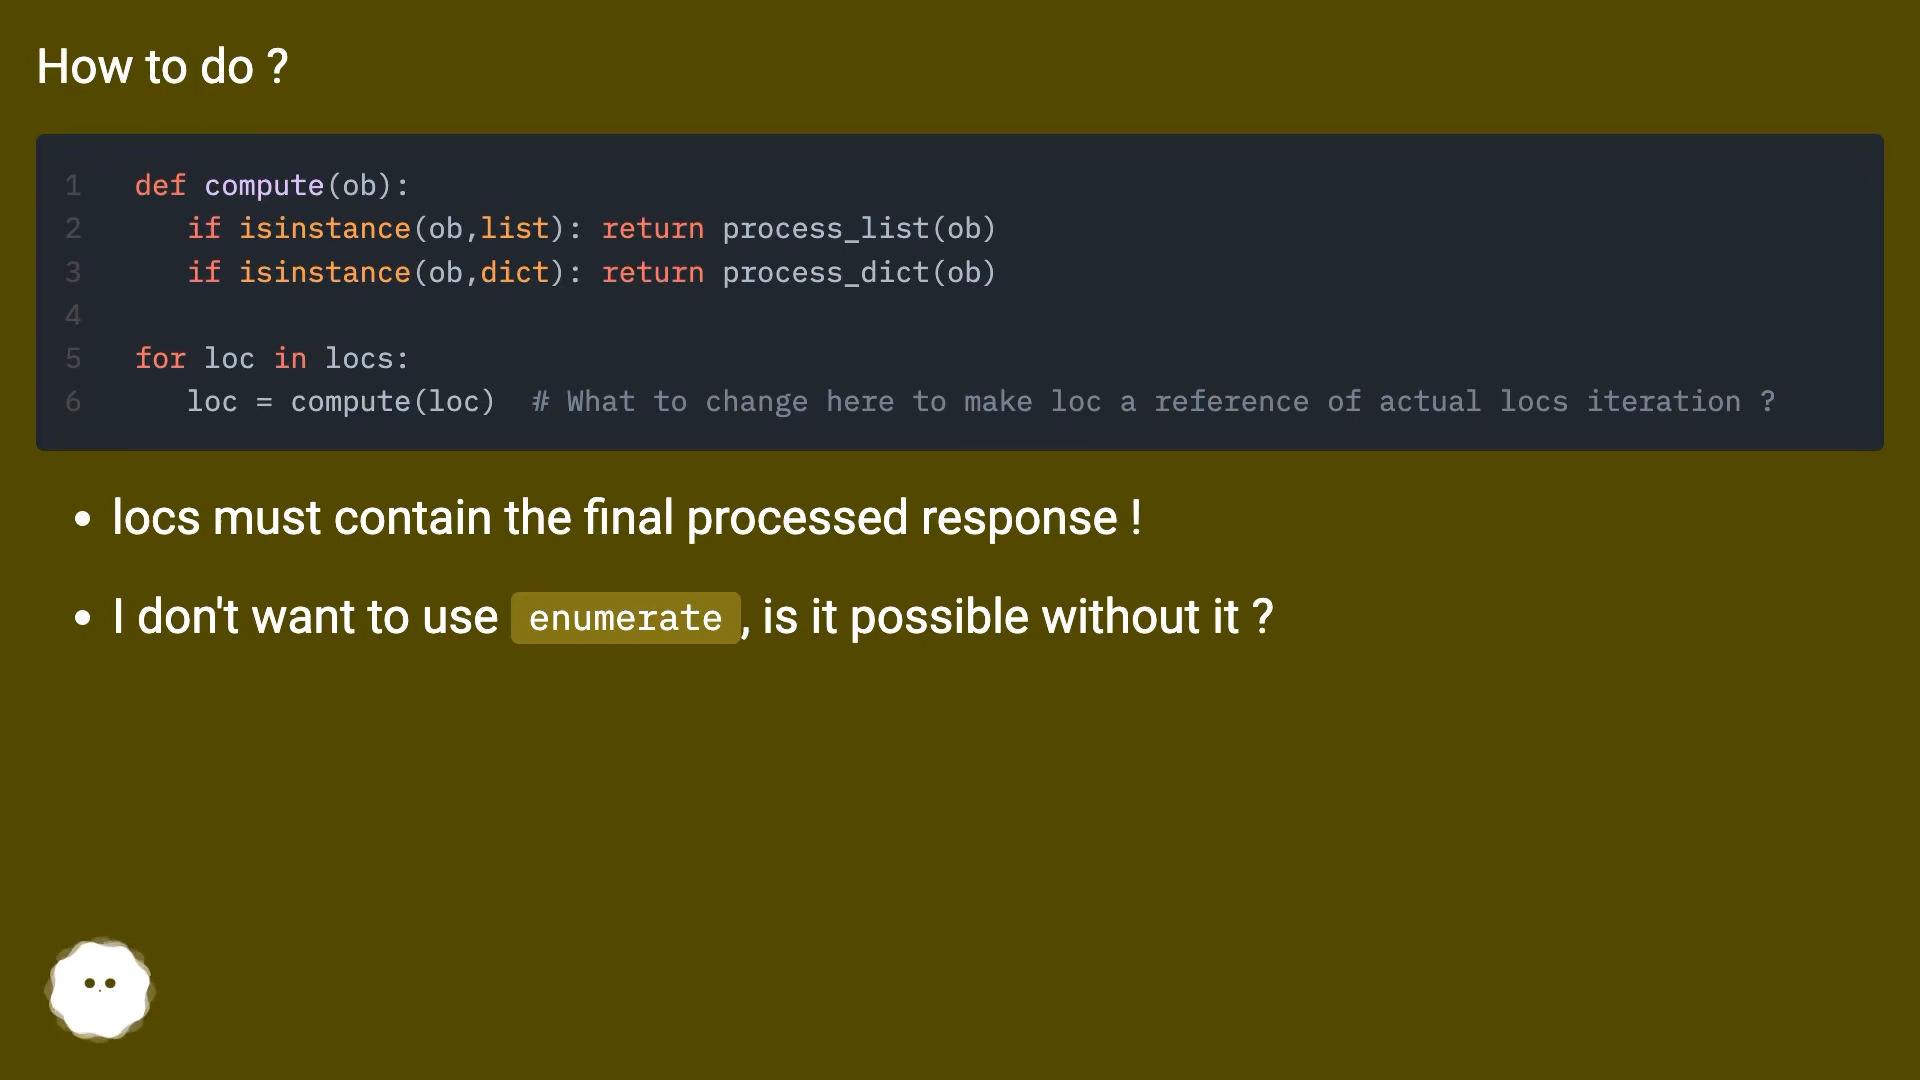 How to do ?
1 def compute(ob):
2    if isinstance(ob,list): return process_list(ob)
3    if isinstance(ob,dict): return process_dict(ob)
4
5 for loc in locs:
6    loc = compute(loc)  # What to change here to make loc a reference of actual locs iteration ?
• locs must contain the final processed response !
• I don't want to use enumerate, is it possible without it ?